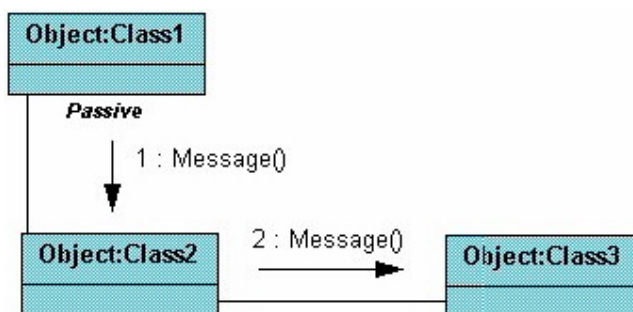 Object:Class1
Passive
1 : Message()
Object:Class2
2 : Message()
Object:Class3